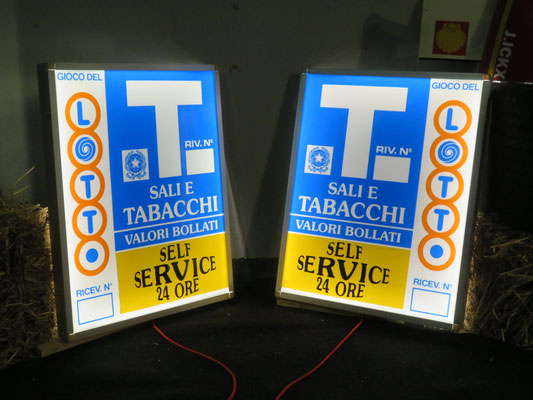 GIOCO DEL
LOTTO
RICEV. N°
T
RIV. N°
SALI E
TABACCHI
VALORI BOLLATI
SELF
SERVICE
24 ORE
T
RIV. N°
SALI E
TABACCHI
VALORI BOLLATI
SELF
SERVICE
24 ORE
GIOCO DEL
LOTTO
RICEV. N°